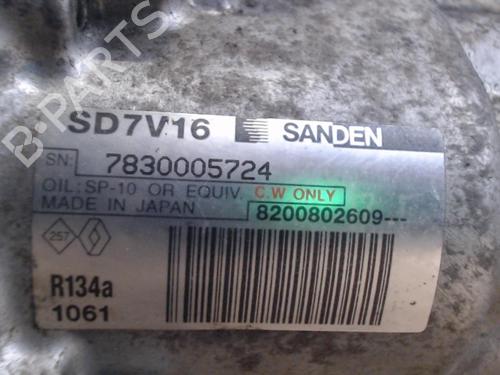 B-PARTS
SD7V16 SANDEN
SN: 7830005724
OIL: SP-10 OR EQUIV. C.W ONLY
MADE IN JAPAN 8200802609---
257
R134a
1061